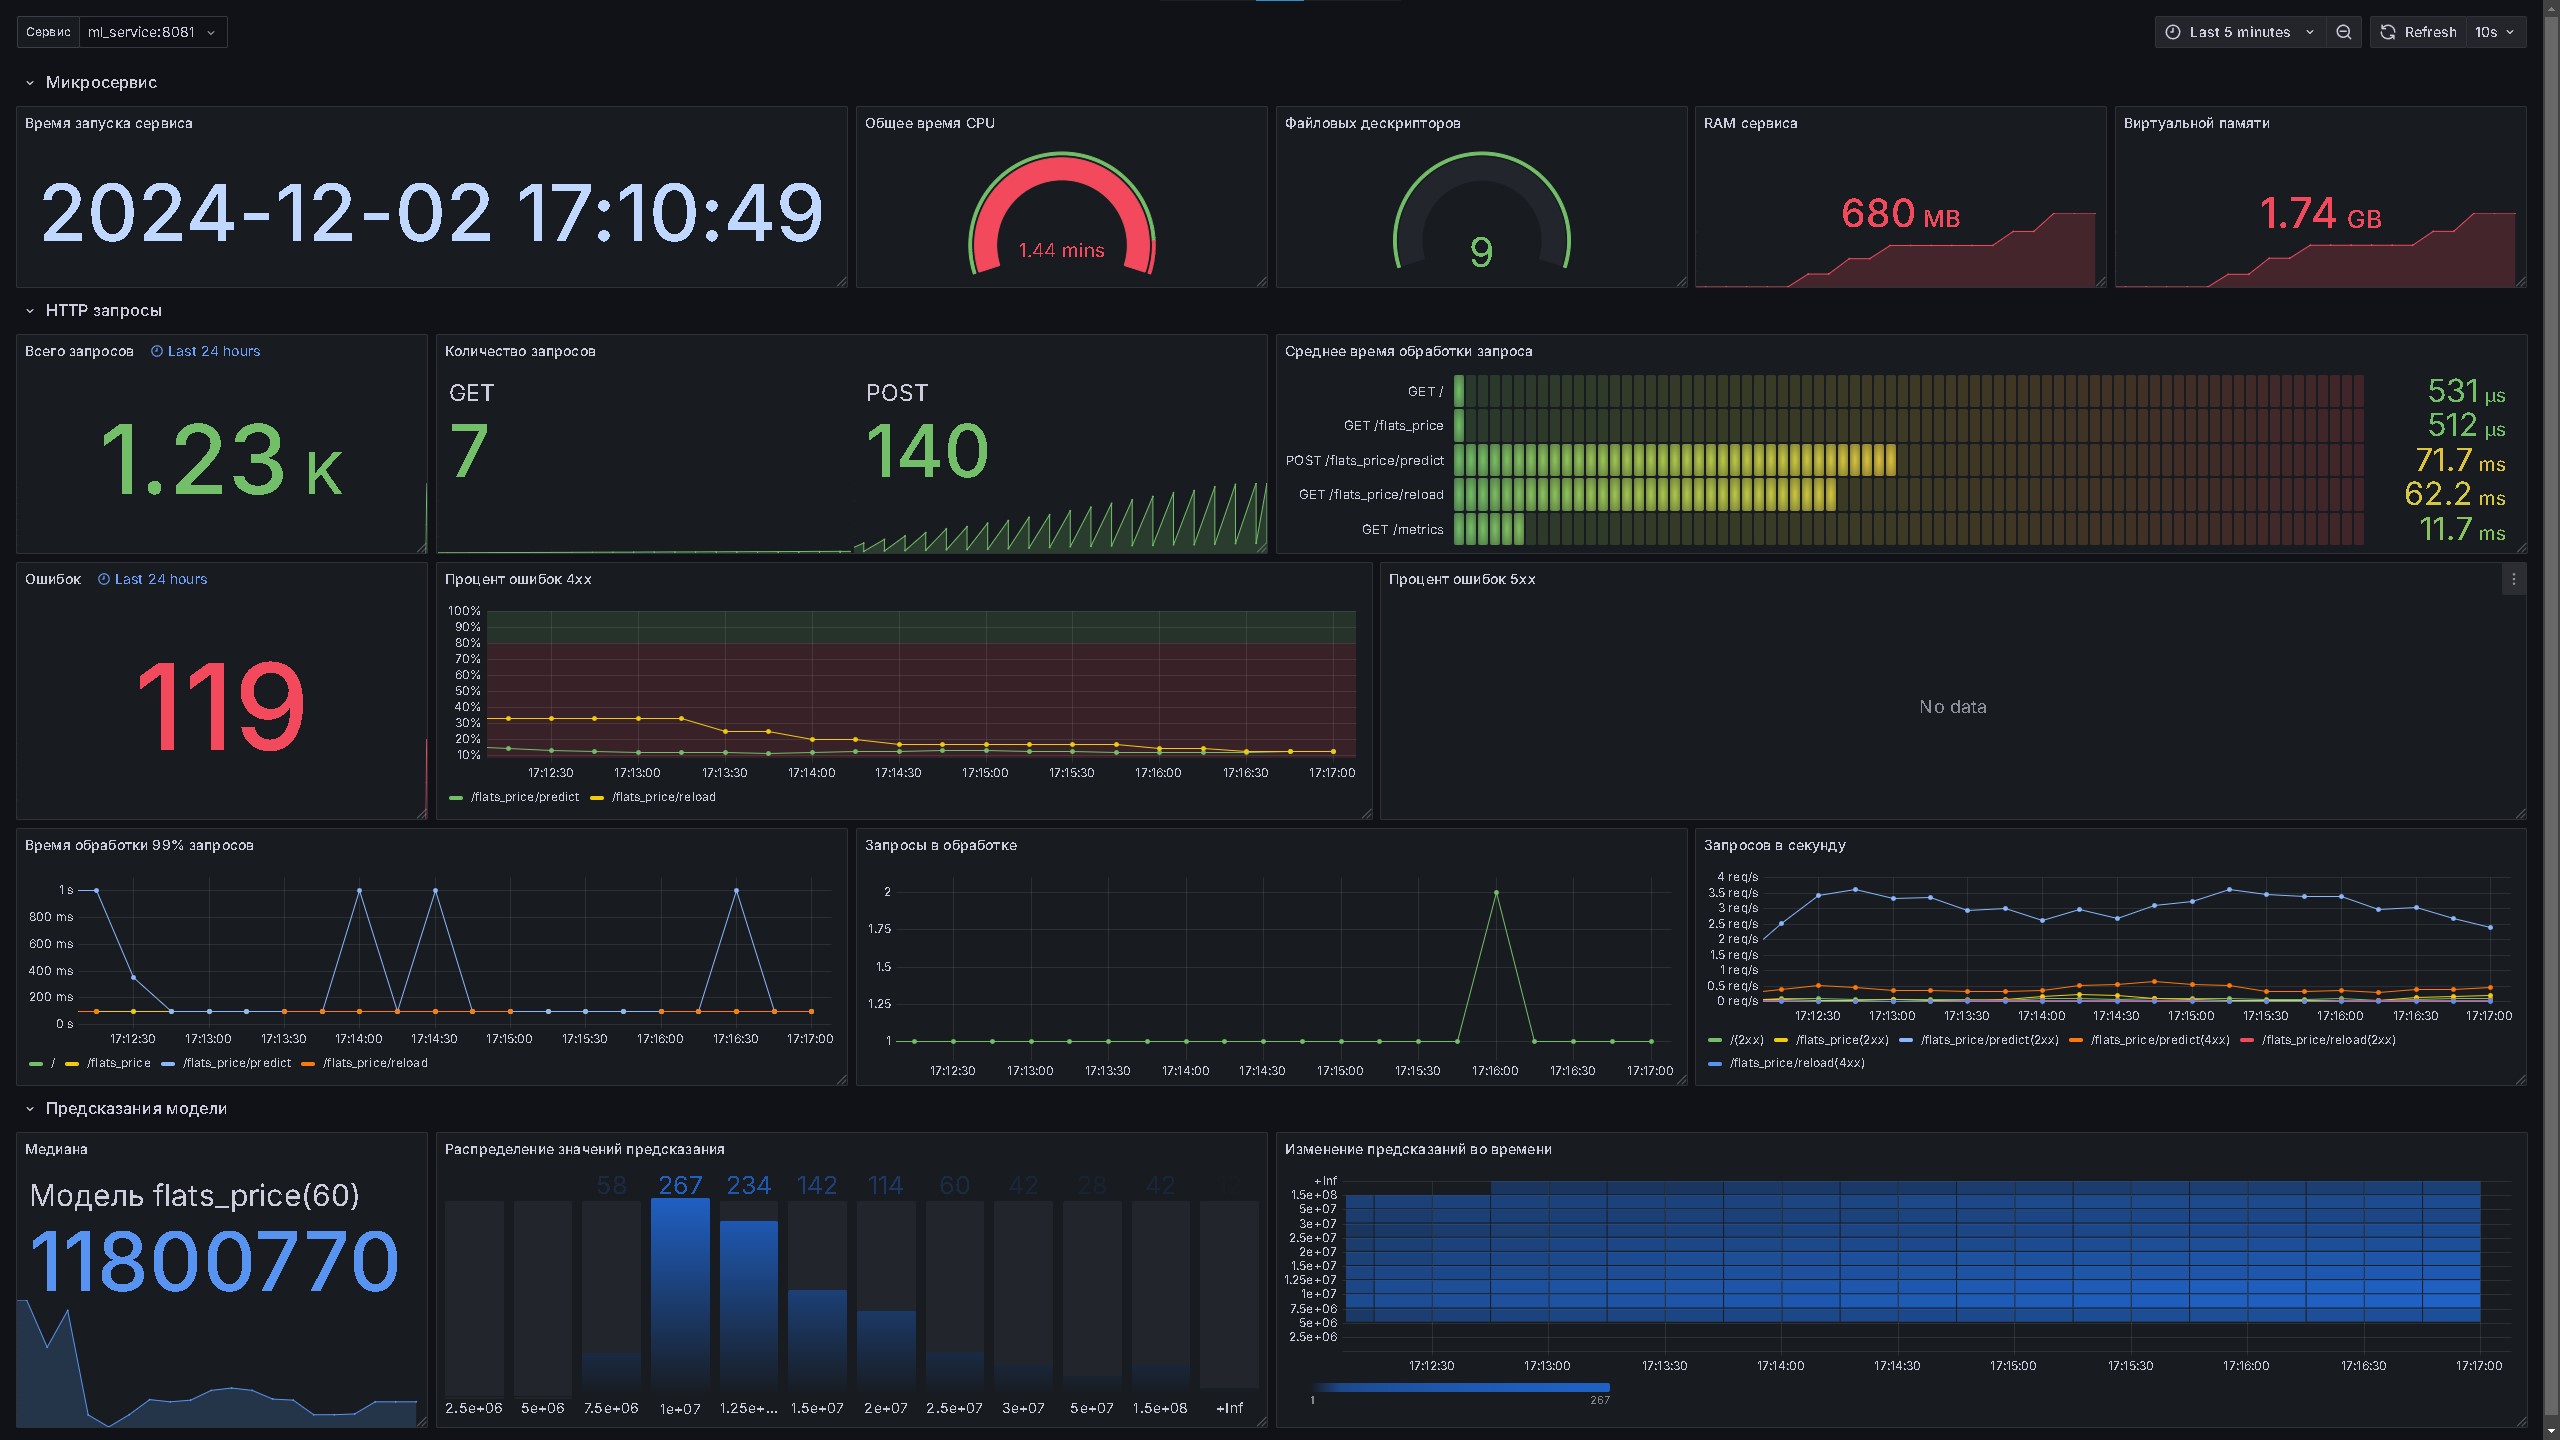 Сервис ml_service:8081 Last 5 minutes Refresh 10s
Микросервис
Время запуска сервиса
2024-12-02 17:10:49
Общее время CPU
1.44 mins
Файловых дескрипторов
9
RAM сервиса
680 MB
Виртуальной памяти
1.74 GB
HTTP запросы
Всего запросов Last 24 hours
1.23 K
Количество запросов
GET
7
POST
140
Среднее время обработки запроса
GET / 531 µs
GET /flats_price 512 µs
POST /flats_price/predict 71.7 ms
GET /flats_price/reload 62.2 ms
GET /metrics 11.7 ms
Ошибок Last 24 hours
119
Процент ошибок 4xx
100%
90%
80%
70%
60%
50%
40%
30%
20%
10%
17:12:30 17:13:00 17:13:30 17:14:00 17:14:30 17:15:00 17:15:30 17:16:00 17:16:30 17:17:00
/flats_price/predict /flats_price/reload
Процент ошибок 5xx
No data
Время обработки 99% запросов
1 s
800 ms
600 ms
400 ms
200 ms
0 s
17:12:30 17:13:00 17:13:30 17:14:00 17:14:30 17:15:00 17:15:30 17:16:00 17:16:30 17:17:00
/ /flats_price /flats_price/predict /flats_price/reload
Запросы в обработке
2
1.75
1.5
1.25
1
17:12:30 17:13:00 17:13:30 17:14:00 17:14:30 17:15:00 17:15:30 17:16:00 17:16:30 17:17:00
Запросов в секунду
4 req/s
3.5 req/s
3 req/s
2.5 req/s
2 req/s
1.5 req/s
1 req/s
0.5 req/s
0 req/s
17:12:30 17:13:00 17:13:30 17:14:00 17:14:30 17:15:00 17:15:30 17:16:00 17:16:30 17:17:00
/(2xx) /flats_price(2xx) /flats_price/predict(2xx) /flats_price/predict(4xx) /flats_price/reload(2xx)
/flats_price/reload(4xx)
Предсказания модели
Медиана
Модель flats_price(60)
11800770
Распределение значений предсказания
58 267 234 142 114 60 42 28 42
2.5e+06 5e+06 7.5e+06 1e+07 1.25e+... 1.5e+07 2e+07 2.5e+07 3e+07 5e+07 1.5e+08 +Inf
Изменение предсказаний во времени
+Inf
1.5e+08
5e+07
3e+07
2.5e+07
2e+07
1.5e+07
1.25e+07
1e+07
7.5e+06
5e+06
2.5e+06
17:12:30 17:13:00 17:13:30 17:14:00 17:14:30 17:15:00 17:15:30 17:16:00 17:16:30 17:17:00
1 267